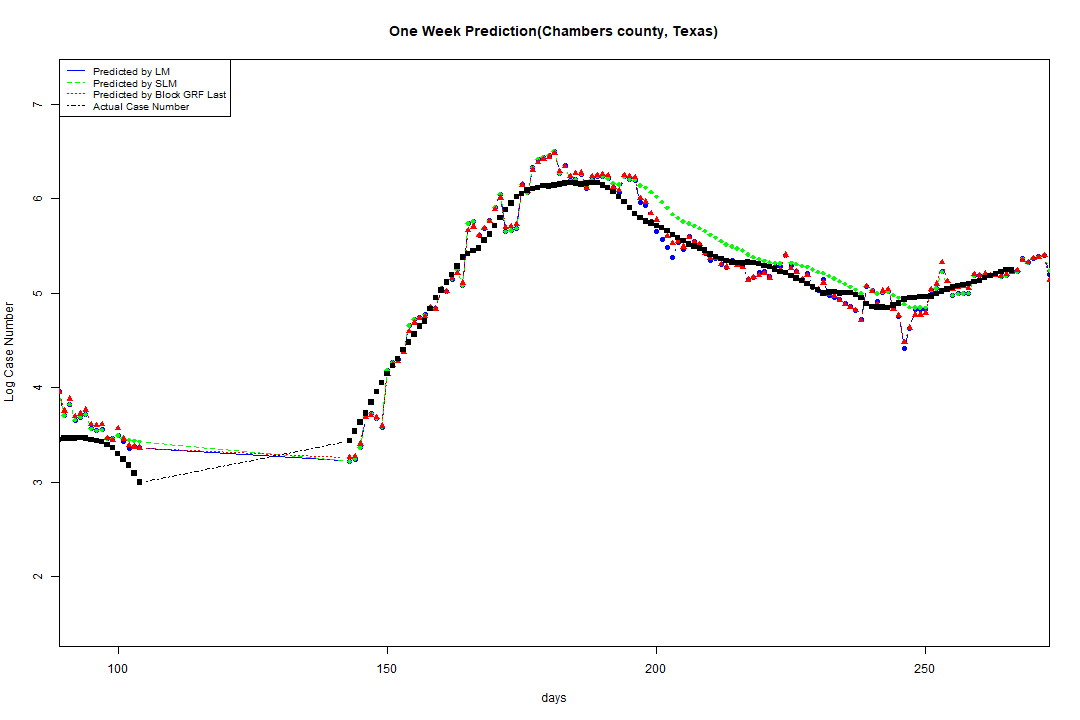 One Week Prediction(Chambers county, Texas)
Predicted by LM
Predicted by SLM
Predicted by Block GRF Last
Actual Case Number
7
6
5
4
3
2
Log Case Number
100 150 200 250
days